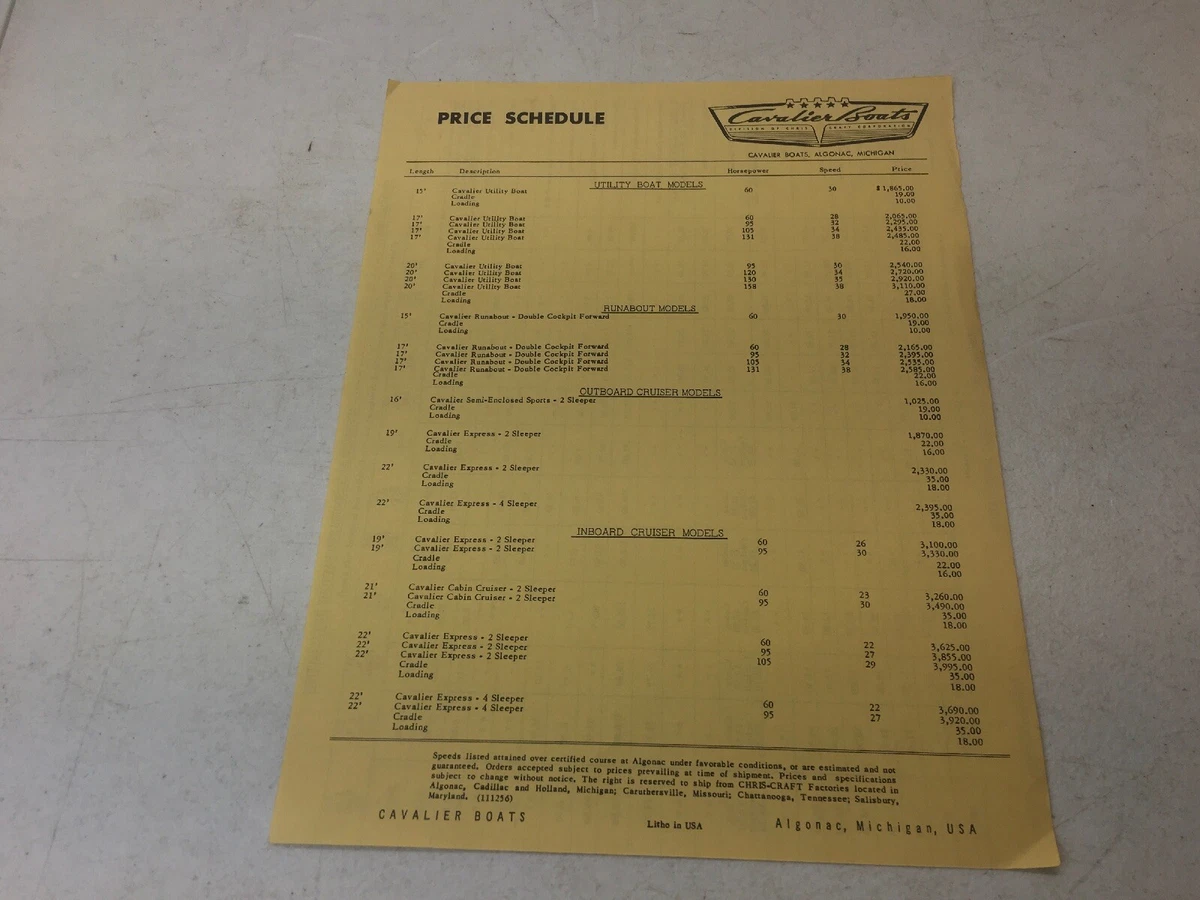 PRICE SCHEDULE
Cavalier Boats
DIVISION OF CHRIS CRAFT CORPORATION
CAVALIER BOATS, ALGONAC, MICHIGAN
Length Description Horsepower Speed Price
UTILITY BOAT MODELS
15' Cavalier Utility Boat 60 30 $ 1,865.00
Cradle 19.00
Loading 10.00
17' Cavalier Utility Boat 60 28 2,065.00
17' Cavalier Utility Boat 95 32 2,295.00
17' Cavalier Utility Boat 105 34 2,435.00
17' Cavalier Utility Boat 131 38 2,485.00
Cradle 22.00
Loading 16.00
20' Cavalier Utility Boat 95 30 2,540.00
20' Cavalier Utility Boat 120 34 2,720.00
20' Cavalier Utility Boat 130 35 2,920.00
20' Cavalier Utility Boat 158 38 3,110.00
Cradle 27.00
Loading 18.00
RUNABOUT MODELS
15' Cavalier Runabout - Double Cockpit Forward 60 30 1,950.00
Cradle 19.00
Loading 10.00
17' Cavalier Runabout - Double Cockpit Forward 60 28 2,165.00
17' Cavalier Runabout - Double Cockpit Forward 95 32 2,395.00
17' Cavalier Runabout - Double Cockpit Forward 105 34 2,535.00
17' Cavalier Runabout - Double Cockpit Forward 131 38 2,585.00
Cradle 22.00
Loading 16.00
OUTBOARD CRUISER MODELS
16' Cavalier Semi-Enclosed Sports - 2 Sleeper 1,025.00
Cradle 19.00
Loading 10.00
19' Cavalier Express - 2 Sleeper 1,870.00
Cradle 22.00
Loading 16.00
22' Cavalier Express - 2 Sleeper 2,330.00
Cradle 35.00
Loading 18.00
22' Cavalier Express - 4 Sleeper 2,395.00
Cradle 35.00
Loading 18.00
INBOARD CRUISER MODELS
19' Cavalier Express - 2 Sleeper 60 26 3,100.00
19' Cavalier Express - 2 Sleeper 95 30 3,330.00
Cradle 22.00
Loading 16.00
21' Cavalier Cabin Cruiser - 2 Sleeper 60 23 3,260.00
21' Cavalier Cabin Cruiser - 2 Sleeper 95 30 3,490.00
Cradle 35.00
Loading 18.00
22' Cavalier Express - 2 Sleeper 60 22 3,625.00
22' Cavalier Express - 2 Sleeper 95 27 3,855.00
22' Cavalier Express - 2 Sleeper 105 29 3,995.00
Cradle 35.00
Loading 18.00
22' Cavalier Express - 4 Sleeper 60 22 3,690.00
22' Cavalier Express - 4 Sleeper 95 27 3,920.00
Cradle 35.00
Loading 18.00
Speeds listed attained over certified course at Algonac under favorable conditions, or are estimated and not
guaranteed. Orders accepted subject to prices prevailing at time of shipment. Prices and specifications
subject to change without notice. The right is reserved to ship from CHRIS-CRAFT Factories located in
Algonac, Cadillac and Holland, Michigan; Caruthersville, Missouri; Chattanooga, Tennessee; Salisbury,
Maryland. (111256)
CAVALIER BOATS Litho in USA Algonac, Michigan, USA